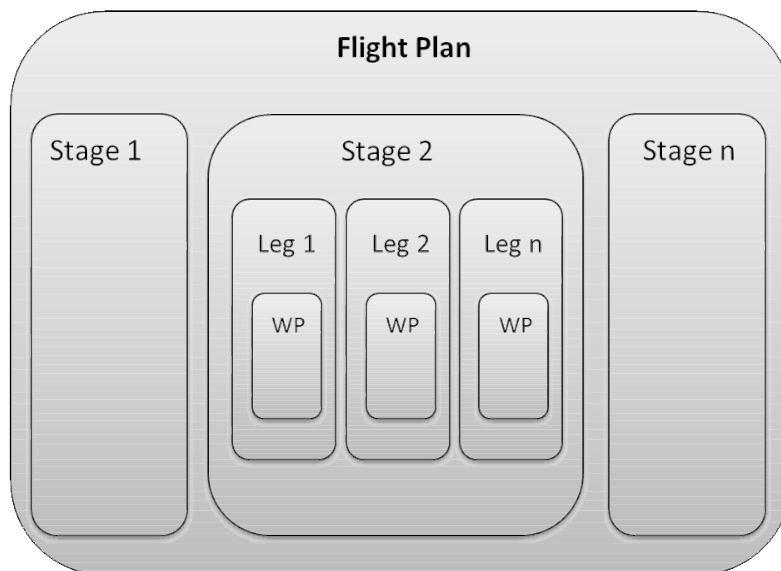 Flight Plan
Stage 1
Stage 2
Stage n
Leg 1
Leg 2
Leg n
WP
WP
WP